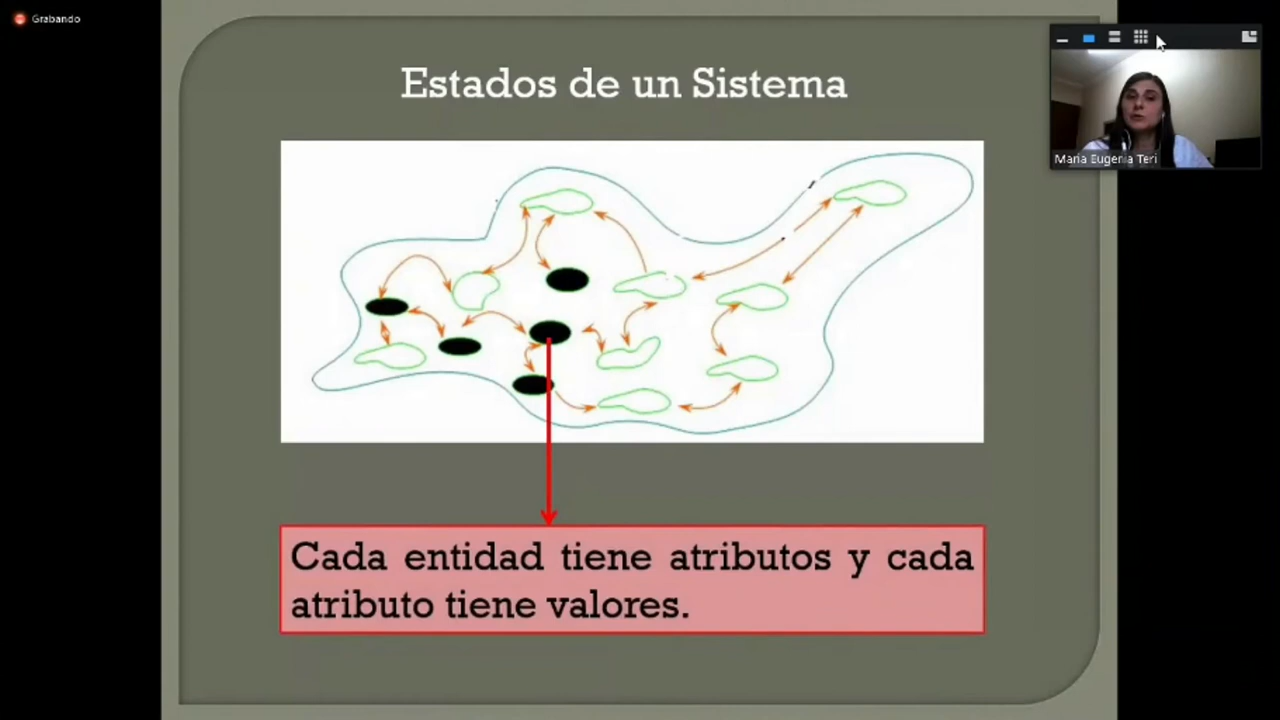 Grabando
Estados de un Sistema
Maria Eugenia Teri
Cada entidad tiene atributos y cada
atributo tiene valores.